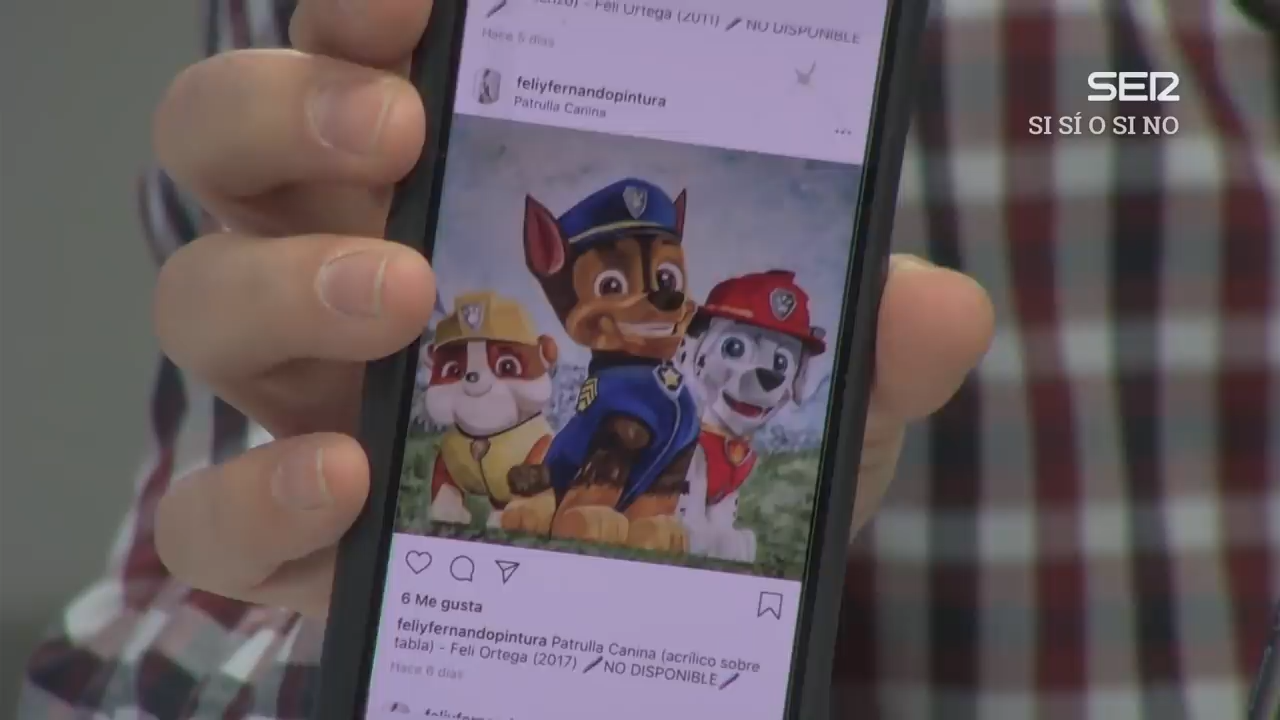 - Feli Ortega (2011) 🖊 NO DISPONIBLE
Hace 5 días
feliyfernandopintura
Patrulla Canina
SER
SI SÍ O SI NO
6 Me gusta
feliyfernandopintura Patrulla Canina (acrílico sobre
tabla) - Feli Ortega (2017) 🖊NO DISPONIBLE🖊
Hace 6 días